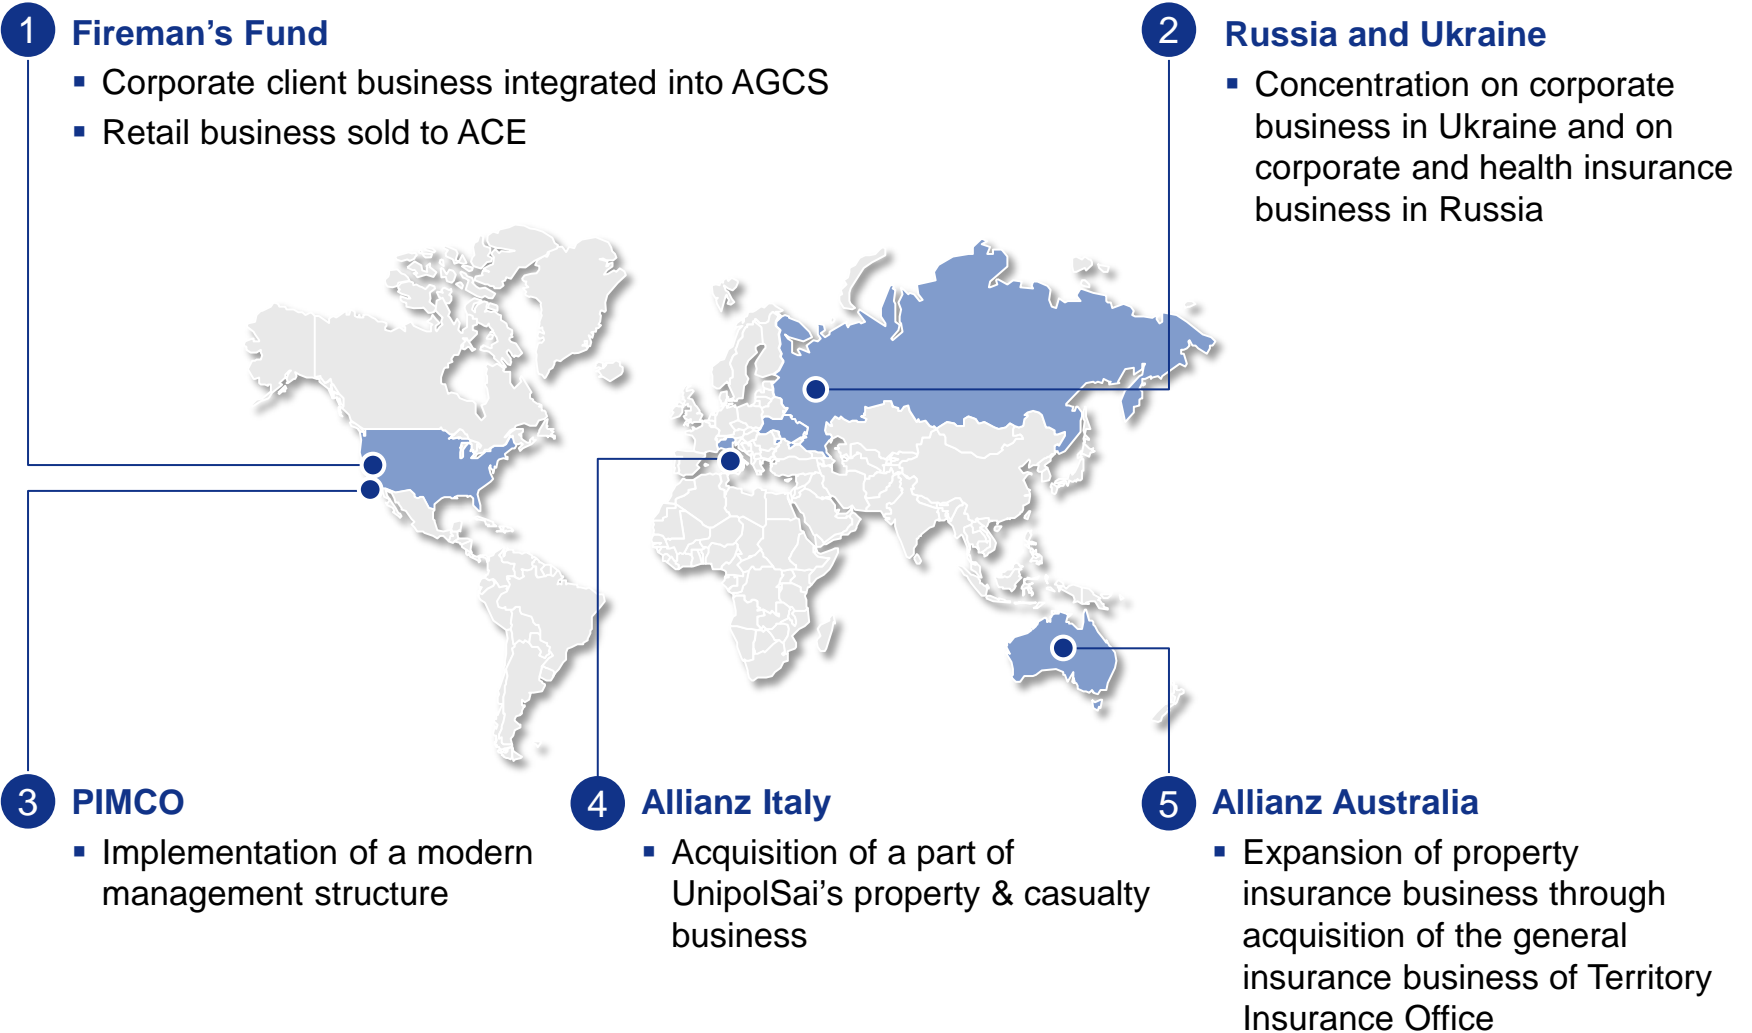 1 Fireman’s Fund
▪ Corporate client business integrated into AGCS
▪ Retail business sold to ACE
2 Russia and Ukraine
▪ Concentration on corporate
business in Ukraine and on
corporate and health insurance
business in Russia
3 PIMCO
▪ Implementation of a modern
management structure
4 Allianz Italy
▪ Acquisition of a part of
UnipolSai’s property & casualty
business
5 Allianz Australia
▪ Expansion of property
insurance business through
acquisition of the general
insurance business of Territory
Insurance Office